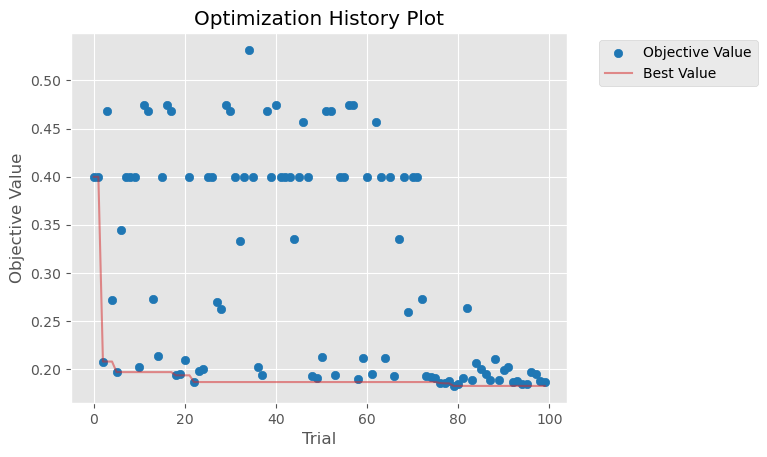 Optimization History Plot
Objective Value
Best Value
0.50
0.45
0.40
0.35
0.30
0.25
0.20
Objective Value
0
20
40
60
80
100
Trial